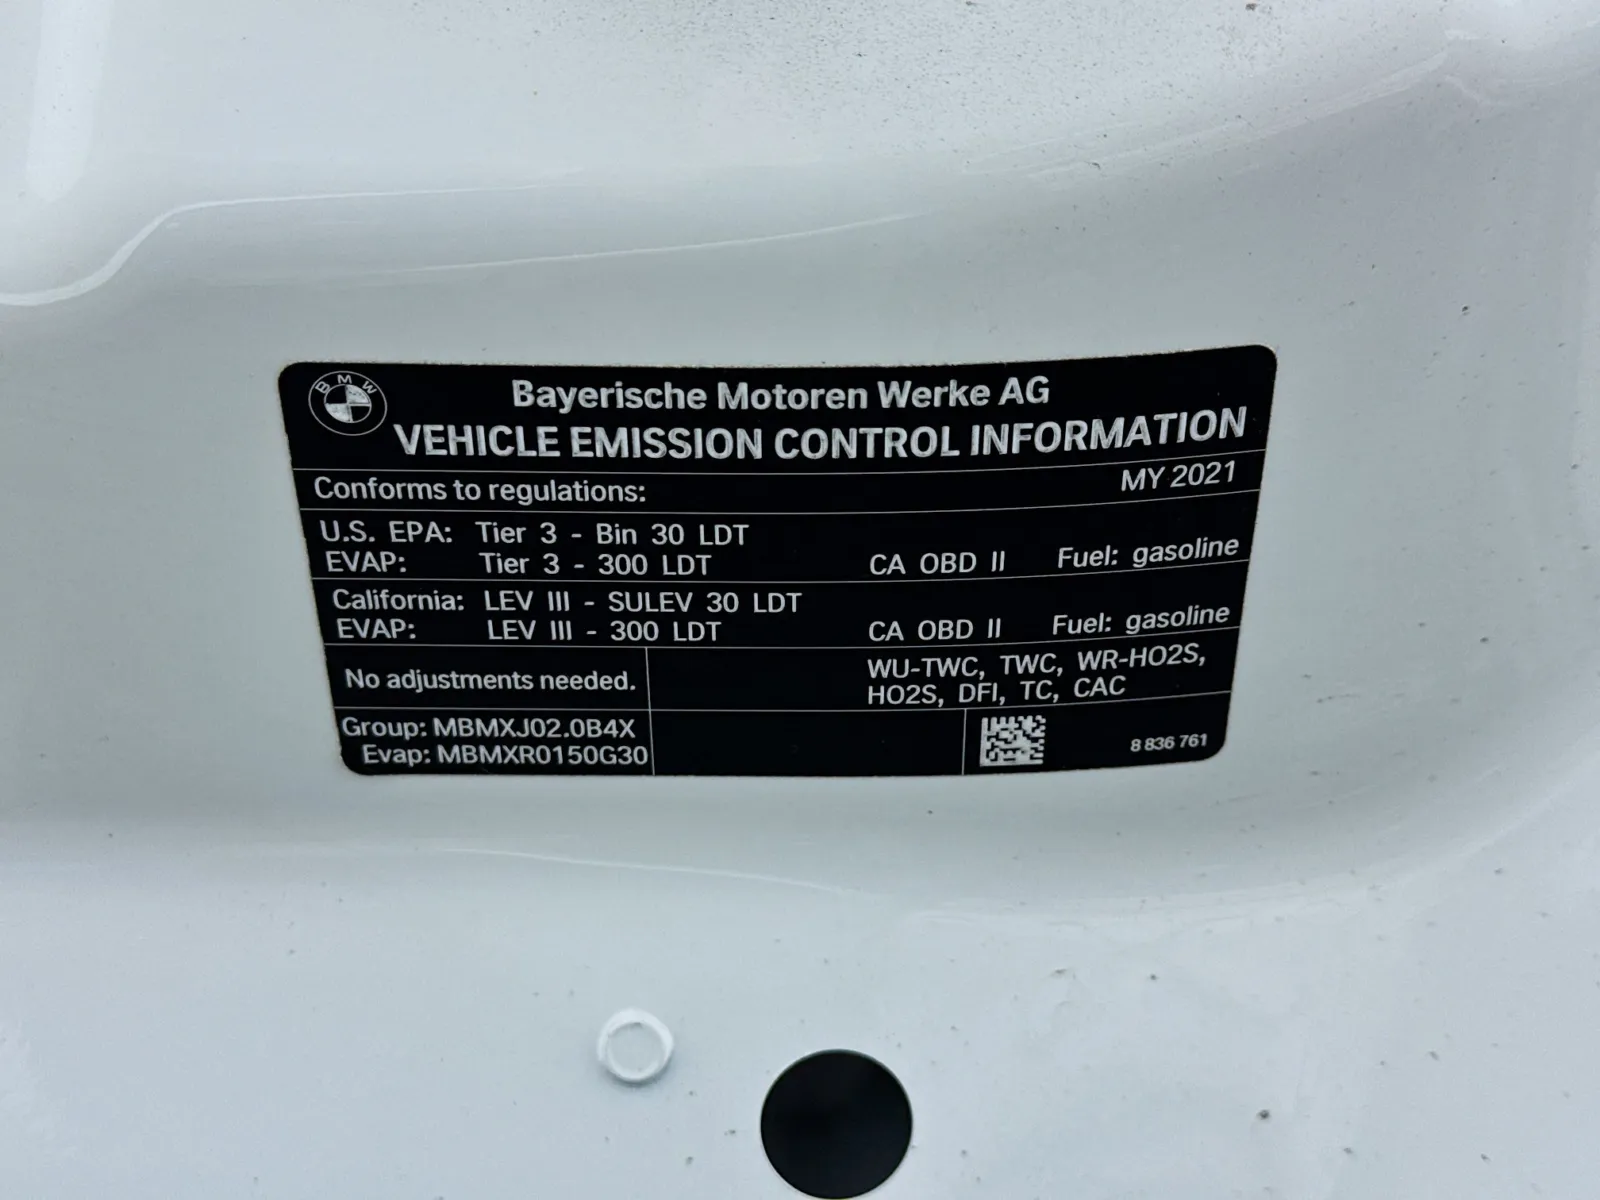 BMW
Bayerische Motoren Werke AG
VEHICLE EMISSION CONTROL INFORMATION
Conforms to regulations: MY 2021
U.S. EPA: Tier 3 - Bin 30 LDT
EVAP: Tier 3 - 300 LDT CA OBD II Fuel: gasoline
California: LEV III - SULEV 30 LDT
EVAP: LEV III - 300 LDT CA OBD II Fuel: gasoline
No adjustments needed.
WU-TWC, TWC, WR-HO2S,
HO2S, DFI, TC, CAC
Group: MBMXJ02.0B4X
Evap: MBMXR0150G30
8 836 761